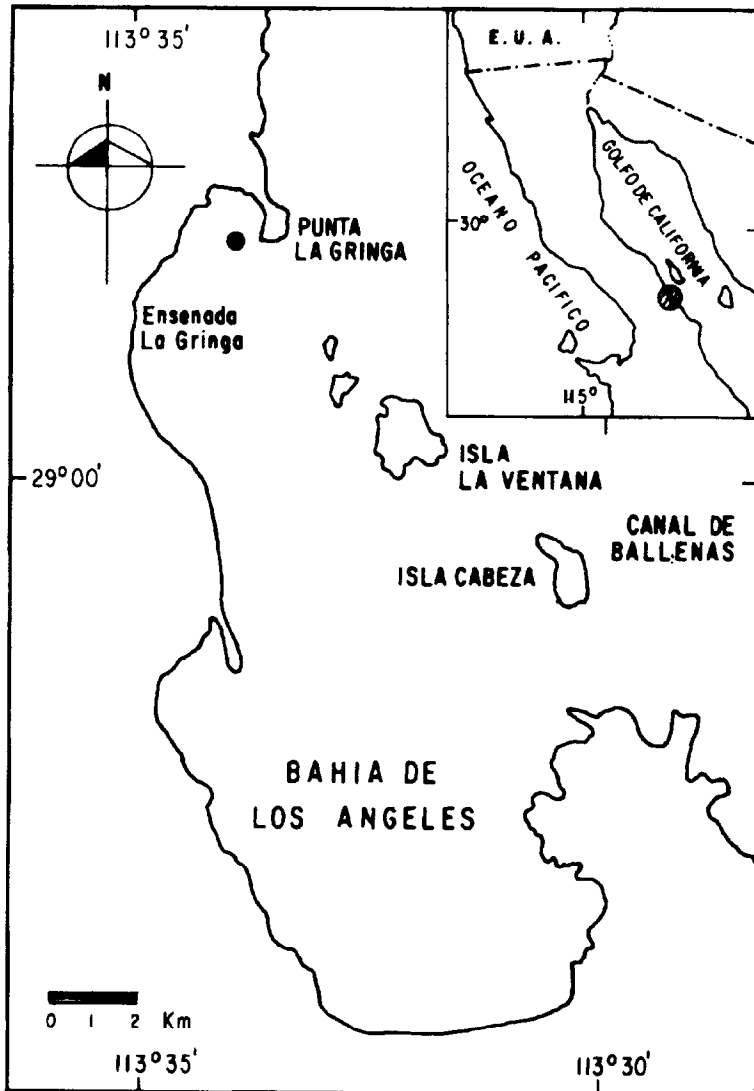 113° 35'
N
E. U. A.
OCEANO PACIFICO
GOLFO DE CALIFORNIA
30°
115°
PUNTA
LA GRINGA
Ensenada
La Gringa
ISLA
LA VENTANA
29° 00'
CANAL DE
BALLENAS
ISLA CABEZA
BAHIA DE
LOS ANGELES
0 1 2 Km
113° 35'
113° 30'